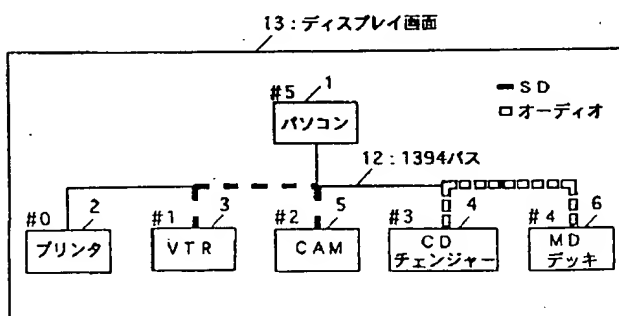 13:ディスプレイ画面
#5 1
パソコン
SD
オーディオ
12:1394バス
#0 2
プリンタ
#1 3
VTR
#2 5
CAM
#3 4
CD
チェンジャー
#4 6
MD
デッキ